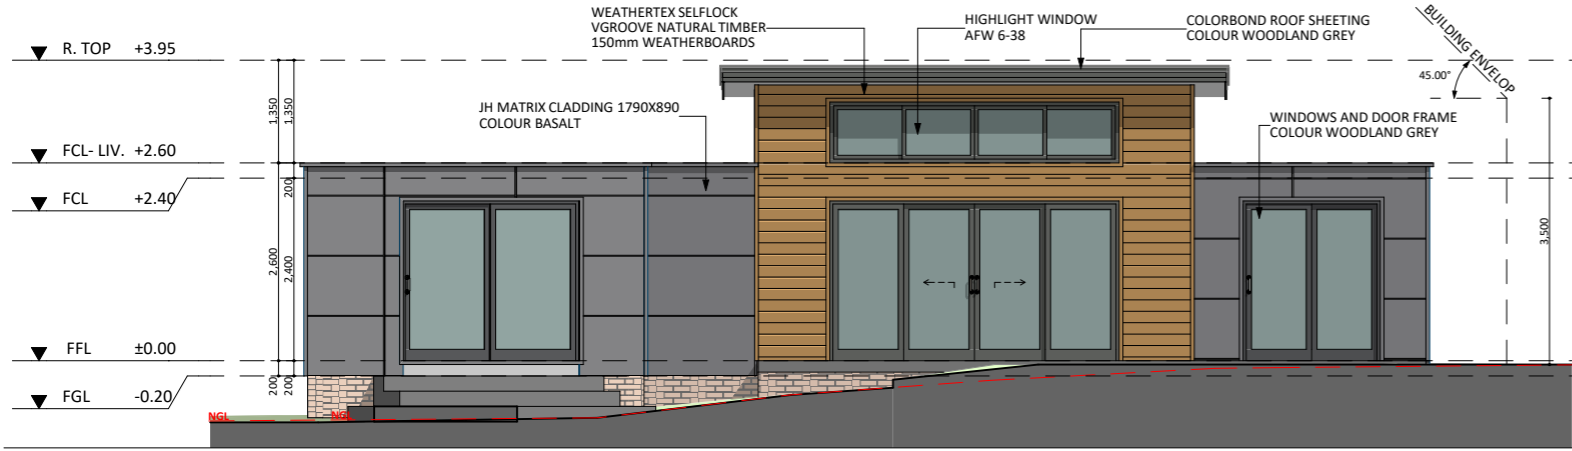 WEATHERTEX SELFLOCK
VGROOVE NATURAL TIMBER
150mm WEATHERBOARDS
HIGHLIGHT WINDOW
AFW 6-38
COLORBOND ROOF SHEETING
COLOUR WOODLAND GREY
BUILDING ENVELOP
45.00°
R. TOP +3.95
JH MATRIX CLADDING 1790X890
COLOUR BASALT
WINDOWS AND DOOR FRAME
COLOUR WOODLAND GREY
1,350
1,350
FCL- LIV. +2.60
FCL +2.40
200
2,600
2,400
3,500
FFL ±0.00
FGL -0.20
200
200
NGL
NGL